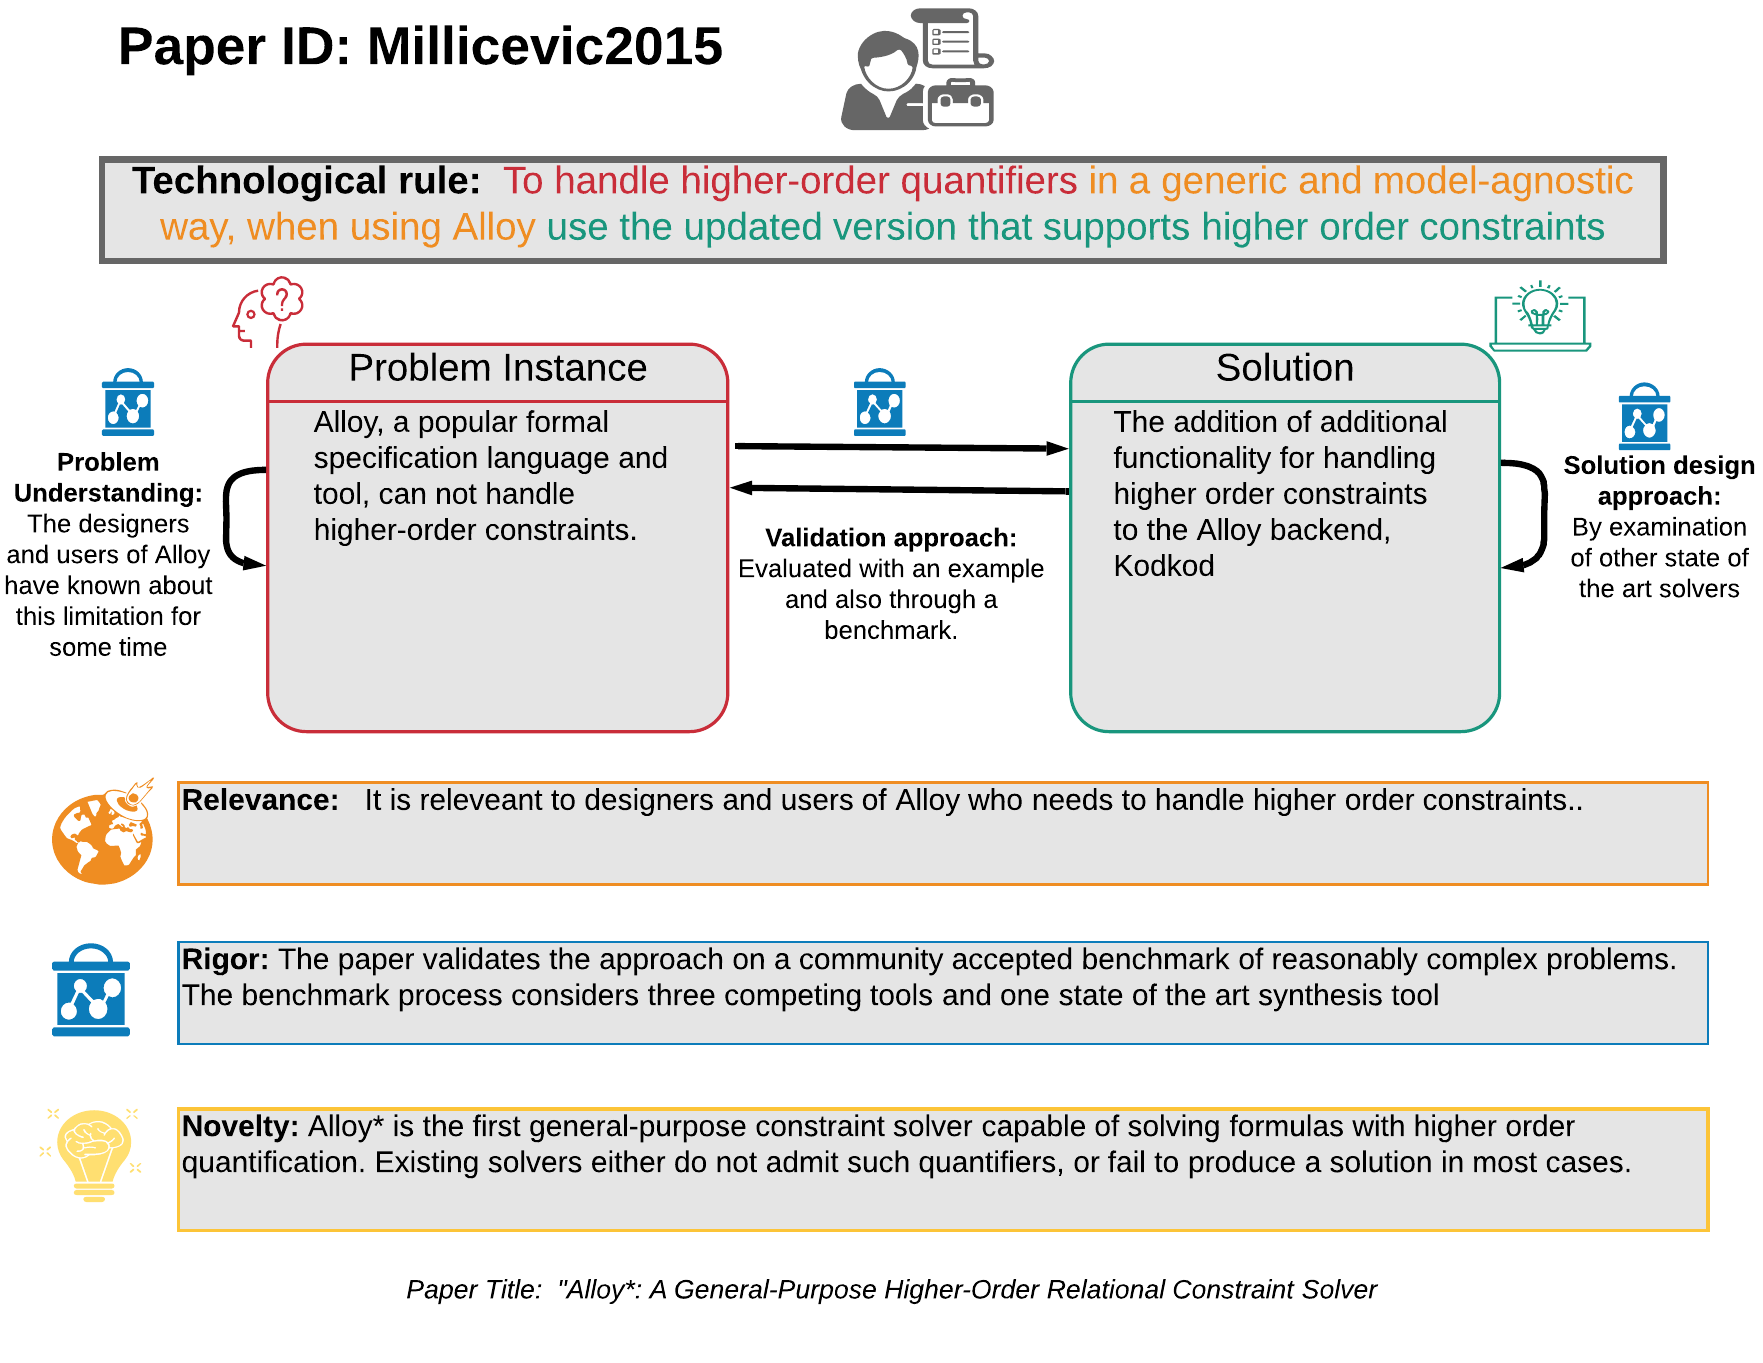 Paper ID: Millicevic2015
Technological rule: To handle higher-order quantifiers in a generic and model-agnostic
way, when using Alloy use the updated version that supports higher order constraints
?
Problem Instance
Alloy, a popular formal
specification language and
tool, can not handle
higher-order constraints.
Solution
The addition of additional
functionality for handling
higher order constraints
to the Alloy backend,
Kodkod
Problem
Understanding:
The designers
and users of Alloy
have known about
this limitation for
some time
Validation approach:
Evaluated with an example
and also through a
benchmark.
Solution design
approach:
By examination
of other state of
the art solvers
Relevance: It is releveant to designers and users of Alloy who needs to handle higher order constraints..
Rigor: The paper validates the approach on a community accepted benchmark of reasonably complex problems.
The benchmark process considers three competing tools and one state of the art synthesis tool
Novelty: Alloy* is the first general-purpose constraint solver capable of solving formulas with higher order
quantification. Existing solvers either do not admit such quantifiers, or fail to produce a solution in most cases.
Paper Title: "Alloy*: A General-Purpose Higher-Order Relational Constraint Solver